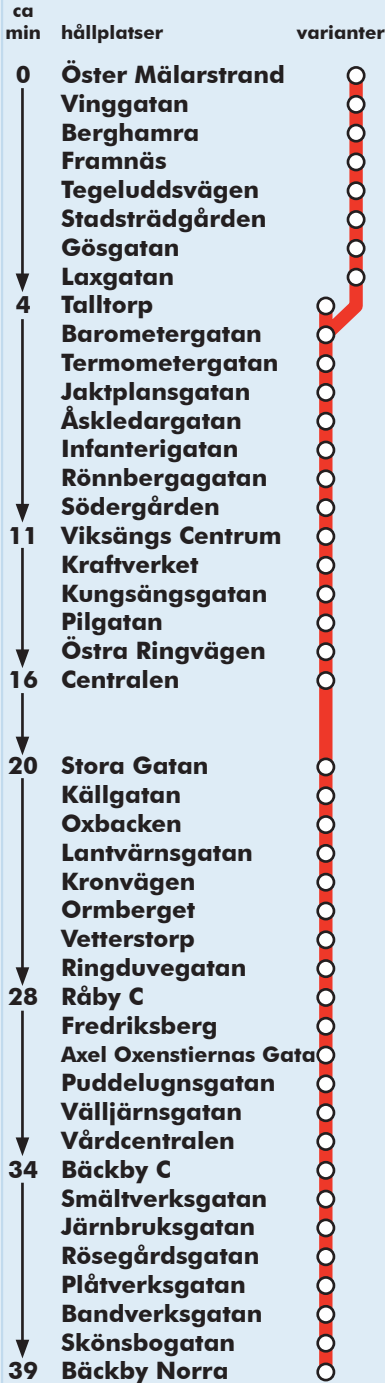 ca
min hållplatser varianter
0 Öster Mälarstrand
Vinggatan
Berghamra
Framnäs
Tegeluddsvägen
Stadsträdgården
Gösgatan
Laxgatan
4 Talltorp
Barometergatan
Termometergatan
Jaktplansgatan
Åskledargatan
Infanterigatan
Rönnbergagatan
Södergården
11 Viksängs Centrum
Kraftverket
Kungsängsgatan
Pilgatan
Östra Ringvägen
16 Centralen
20 Stora Gatan
Källgatan
Oxbacken
Lantvärnsgatan
Kronvägen
Ormberget
Vetterstorp
Ringduvegatan
28 Råby C
Fredriksberg
Axel Oxenstiernas Gata
Puddelugnsgatan
Välljärnsgatan
Vårdcentralen
34 Bäckby C
Smältverksgatan
Järnbruksgatan
Rösegårdsgatan
Plåtverksgatan
Bandverksgatan
Skönsbogatan
39 Bäckby Norra